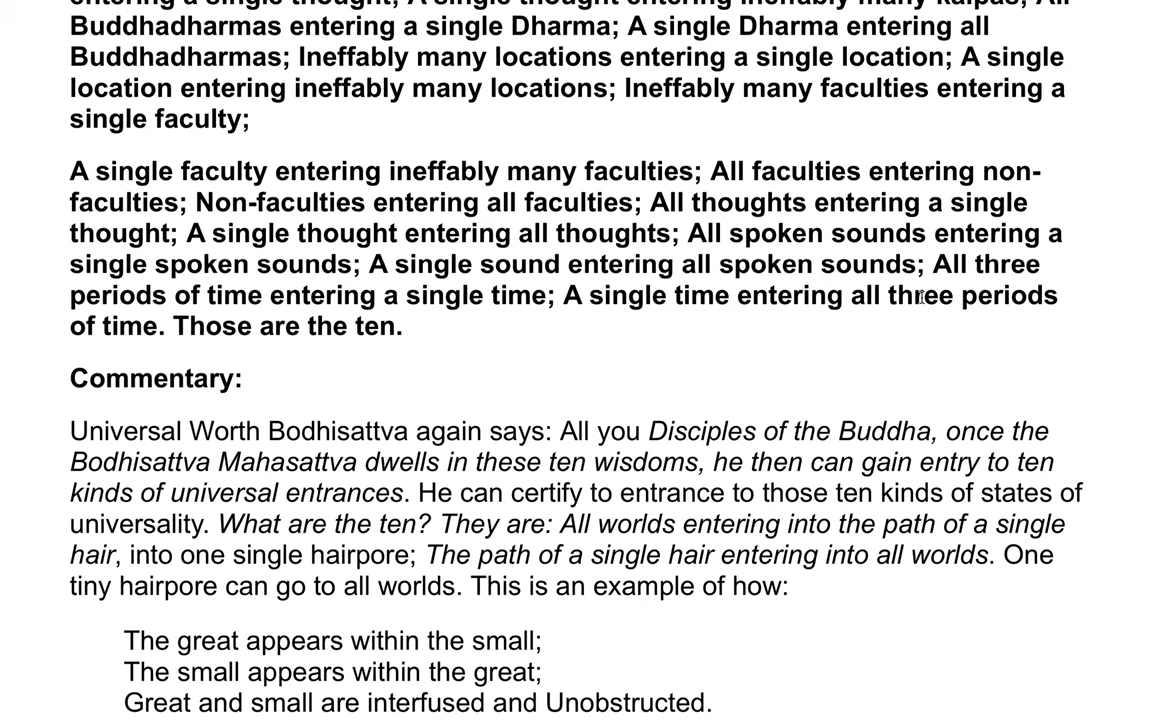 entering a single thought; A single thought entering ineffably many kalpas; All
Buddhadharmas entering a single Dharma; A single Dharma entering all
Buddhadharmas; Ineffably many locations entering a single location; A single
location entering ineffably many locations; Ineffably many faculties entering a
single faculty;
A single faculty entering ineffably many faculties; All faculties entering non-
faculties; Non-faculties entering all faculties; All thoughts entering a single
thought; A single thought entering all thoughts; All spoken sounds entering a
single spoken sounds; A single sound entering all spoken sounds; All three
periods of time entering a single time; A single time entering all three periods
of time. Those are the ten.
Commentary:
Universal Worth Bodhisattva again says: All you Disciples of the Buddha, once the
Bodhisattva Mahasattva dwells in these ten wisdoms, he then can gain entry to ten
kinds of universal entrances. He can certify to entrance to those ten kinds of states of
universality. What are the ten? They are: All worlds entering into the path of a single
hair, into one single hairpore; The path of a single hair entering into all worlds. One
tiny hairpore can go to all worlds. This is an example of how:
The great appears within the small;
The small appears within the great;
Great and small are interfused and Unobstructed.